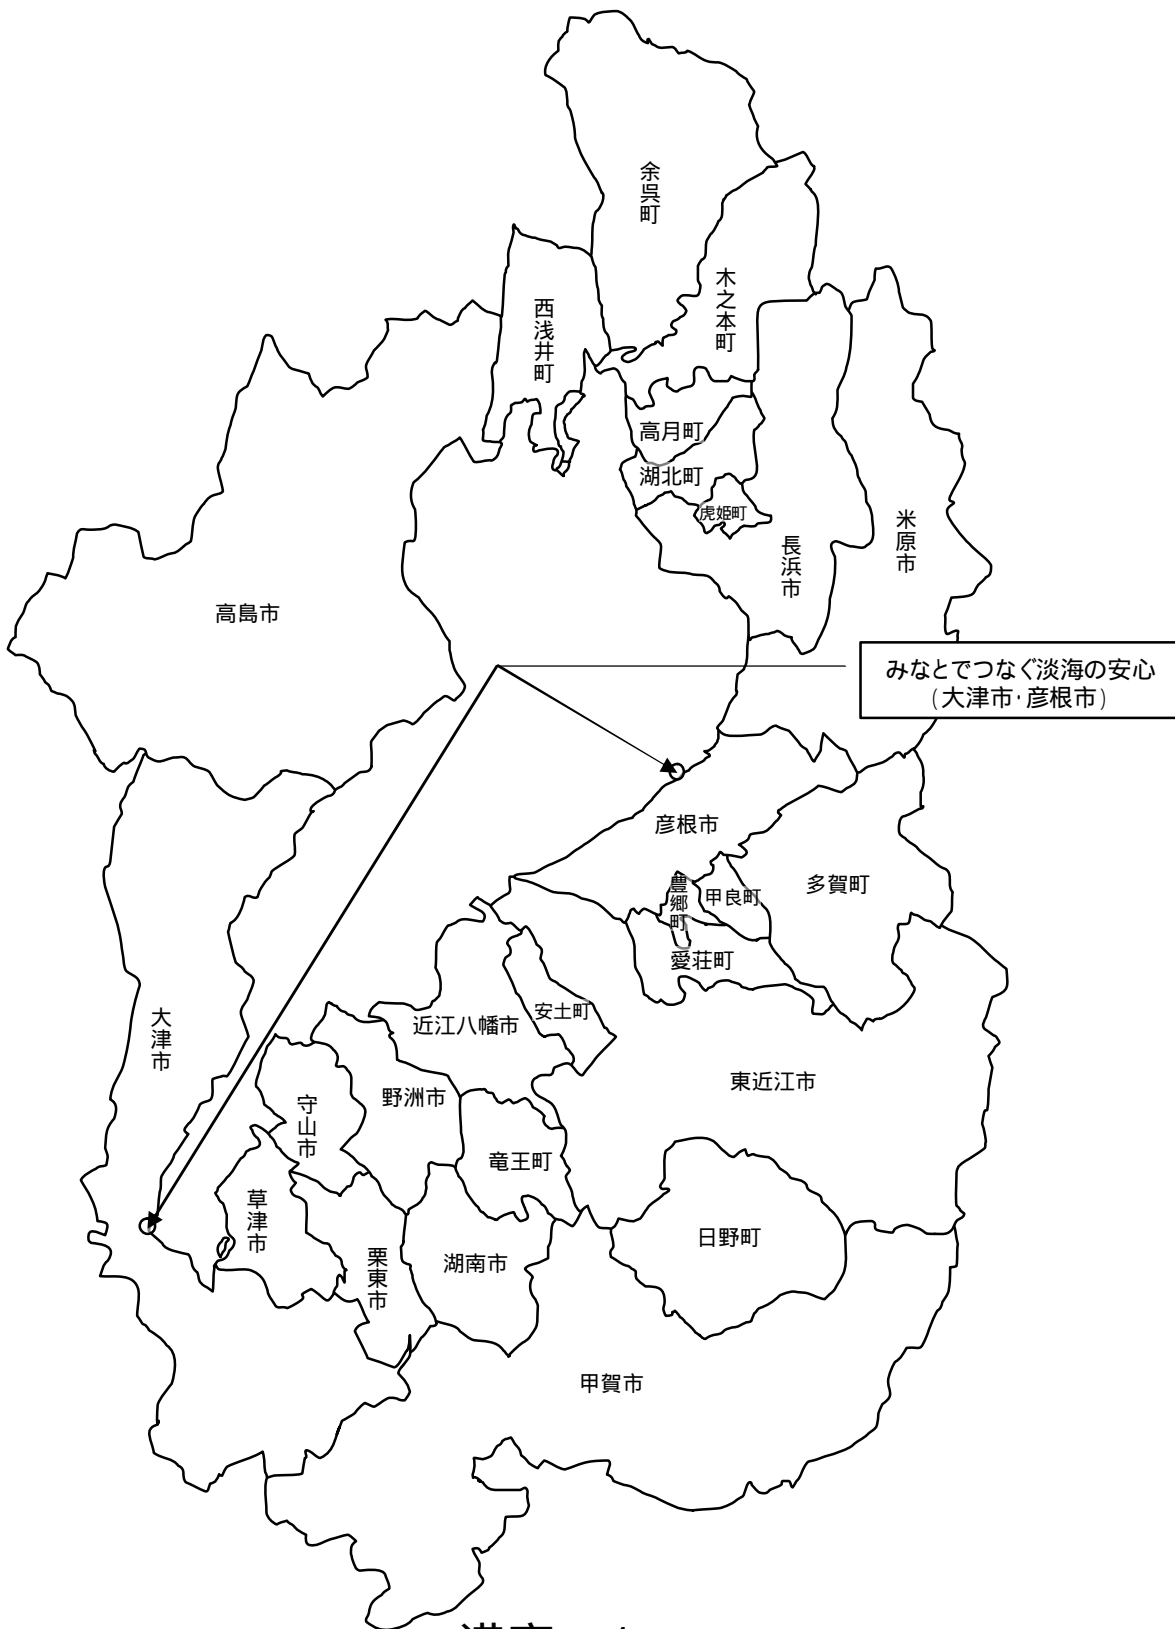 余呉町
木之本町
西浅井町
高月町
湖北町
虎姫町
長浜市
米原市
高島市
みなとでつなぐ淡海の安心
(大津市・彦根市)
彦根市
多賀町
豊郷町
甲良町
愛荘町
大津市
近江八幡市
安土町
東近江市
野洲市
守山市
竜王町
草津市
日野町
湖南市
栗東市
甲賀市